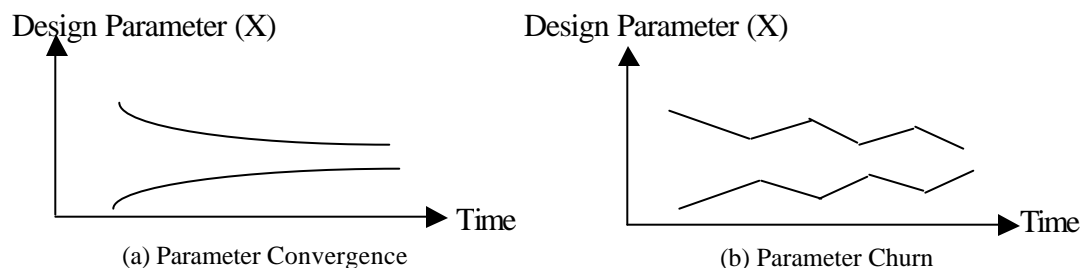 Design Parameter (X)
Design Parameter (X)
Time
Time
(a) Parameter Convergence
(b) Parameter Churn